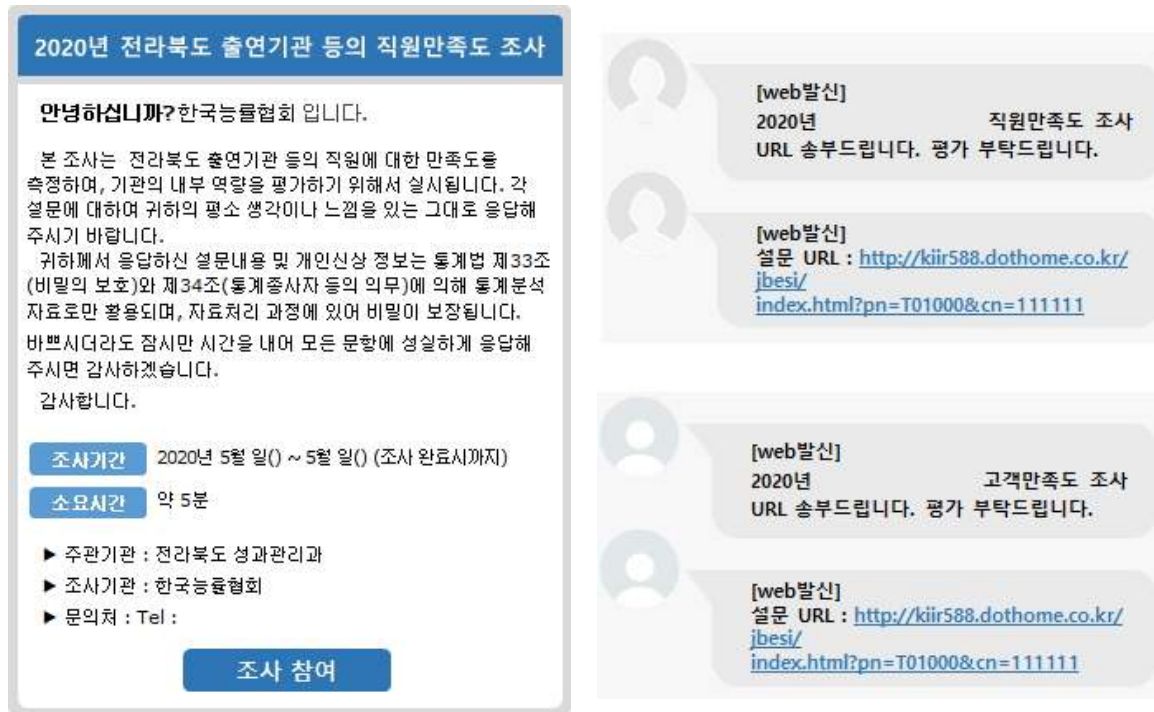 2020년 전라북도 출연기관 등의 직원만족도 조사
안녕하십니까? 한국능률협회 입니다.
본 조사는 전라북도 출연기관 등의 직원에 대한 만족도를
측정하여, 기관의 내부 역량을 평가하기 위해서 실시됩니다. 각
설문에 대하여 귀하의 평소 생각이나 느낌을 있는 그대로 응답해
주시기 바랍니다.
귀하께서 응답하신 설문내용 및 개인신상 정보는 통계법 제33조
(비밀의 보호)와 제34조(통계종사자 등의 의무)에 의해 통계분석
자료로만 활용되며, 자료처리 과정에 있어 비밀이 보장됩니다.
바쁘시더라도 잠시만 시간을 내어 모든 문항에 성실하게 응답해
주시면 감사하겠습니다.
감사합니다.
조사기간 2020년 5월 일() ~ 5월 일() (조사 완료시까지)
소요시간 약 5분
▶ 주관기관 : 전라북도 성과관리과
▶ 조사기관 : 한국능률협회
▶ 문의처 : Tel :
조사 참여
[web발신]
2020년 직원만족도 조사
URL 송부드립니다. 평가 부탁드립니다.
[web발신]
설문 URL : http://kiir588.dothome.co.kr/
jbesi/
index.html?pn=T01000&cn=111111
[web발신]
2020년 고객만족도 조사
URL 송부드립니다. 평가 부탁드립니다.
[web발신]
설문 URL : http://kiir588.dothome.co.kr/
jbesi/
index.html?pn=T01000&cn=111111